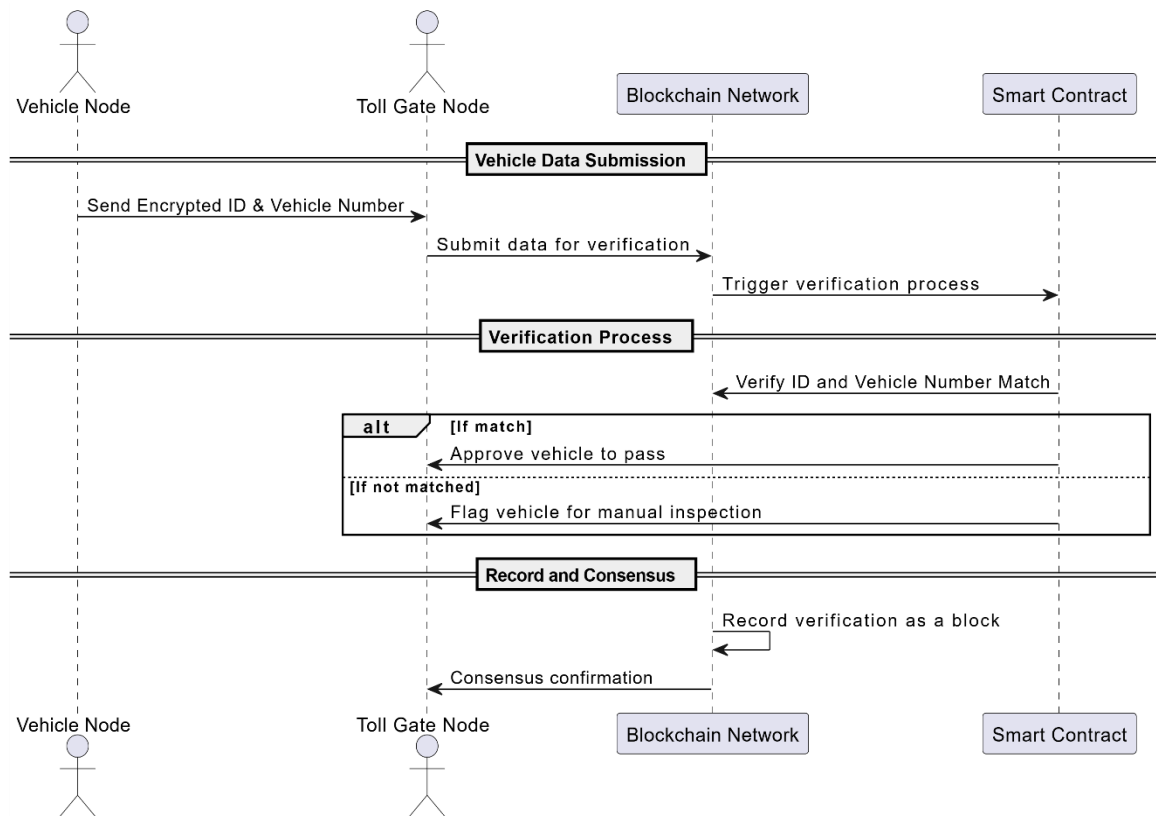 Vehicle Node
Toll Gate Node
Blockchain Network
Smart Contract
Vehicle Data Submission
Send Encrypted ID & Vehicle Number
Submit data for verification
Trigger verification process
Verification Process
Verify ID and Vehicle Number Match
alt
[If match]
Approve vehicle to pass
[If not matched]
Flag vehicle for manual inspection
Record and Consensus
Record verification as a block
Consensus confirmation
Vehicle Node
Toll Gate Node
Blockchain Network
Smart Contract